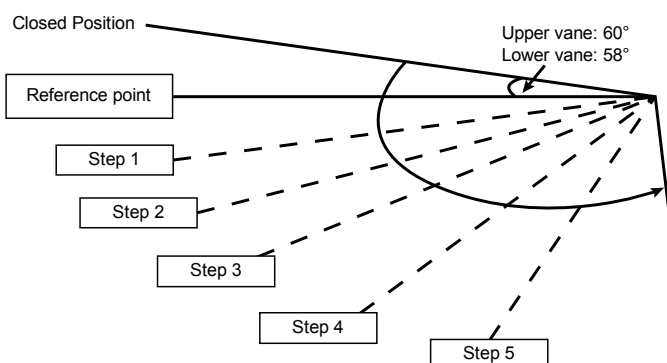 Closed Position
Upper vane: 60°
Lower vane: 58°
Reference point
Step 1
Step 2
Step 3
Step 4
Step 5